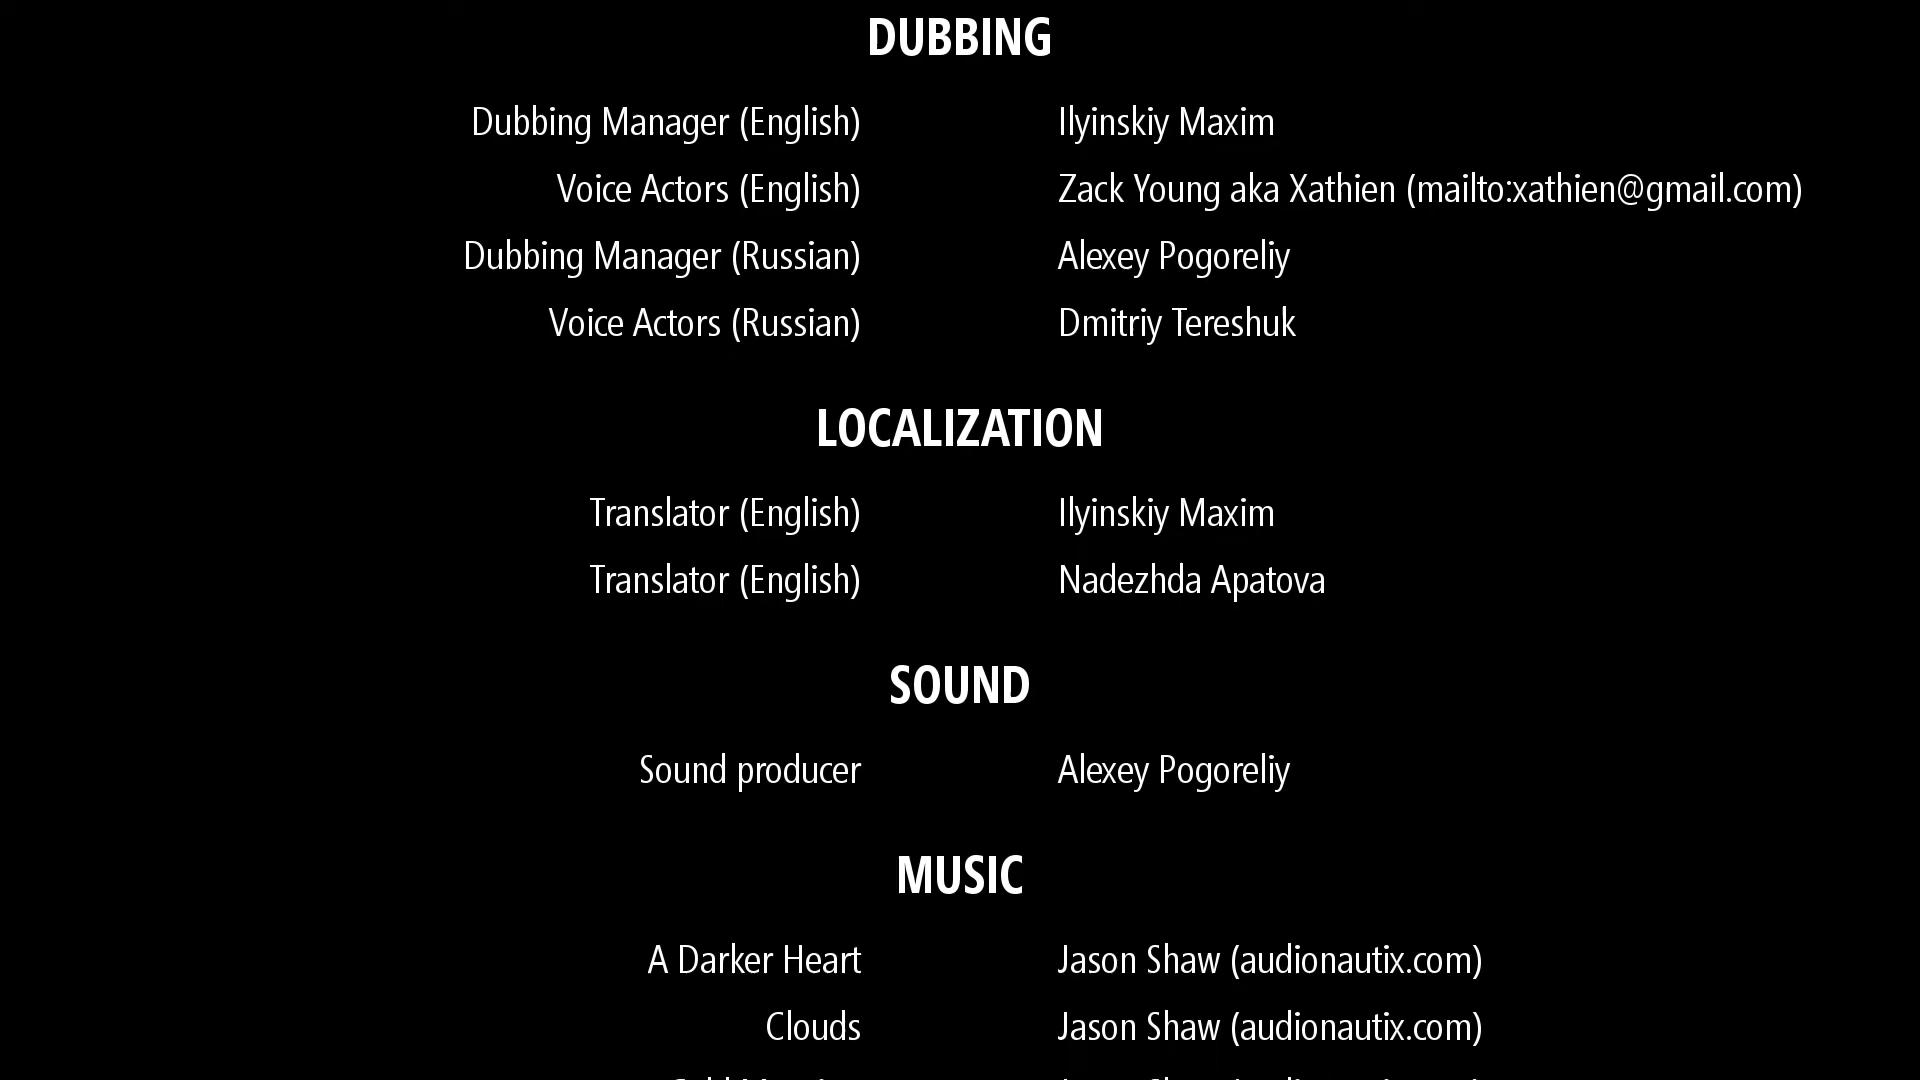 DUBBING
Dubbing Manager (English) Ilyinskiy Maxim
Voice Actors (English) Zack Young aka Xathien (mailto:xathien@gmail.com)
Dubbing Manager (Russian) Alexey Pogoreliy
Voice Actors (Russian) Dmitriy Tereshuk
LOCALIZATION
Translator (English) Ilyinskiy Maxim
Translator (English) Nadezhda Apatova
SOUND
Sound producer Alexey Pogoreliy
MUSIC
A Darker Heart Jason Shaw (audionautix.com)
Clouds Jason Shaw (audionautix.com)